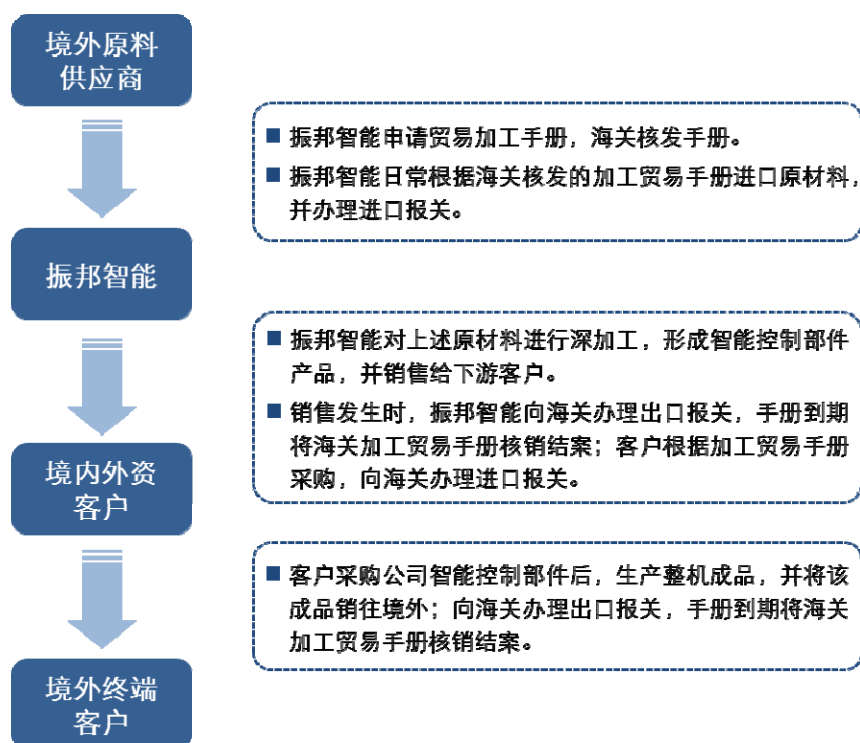 境外原料
供应商
■ 振邦智能申请贸易加工手册，海关核发手册。
■ 振邦智能日常根据海关核发的加工贸易手册进口原材料，
并办理进口报关。
振邦智能
■ 振邦智能对上述原材料进行深加工，形成智能控制部件
产品，并销售给下游客户。
■ 销售发生时，振邦智能向海关办理出口报关，手册到期
将海关加工贸易手册核销结案；客户根据加工贸易手册
采购，向海关办理进口报关。
境内外资
客户
■ 客户采购公司智能控制部件后，生产整机成品，并将该
成品销往境外；向海关办理出口报关，手册到期将海关
加工贸易手册核销结案。
境外终端
客户